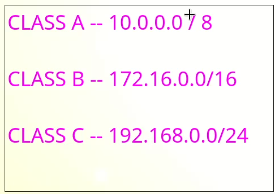 CLASS A -- 10.0.0.0 / 8
CLASS B -- 172.16.0.0/16
CLASS C -- 192.168.0.0/24